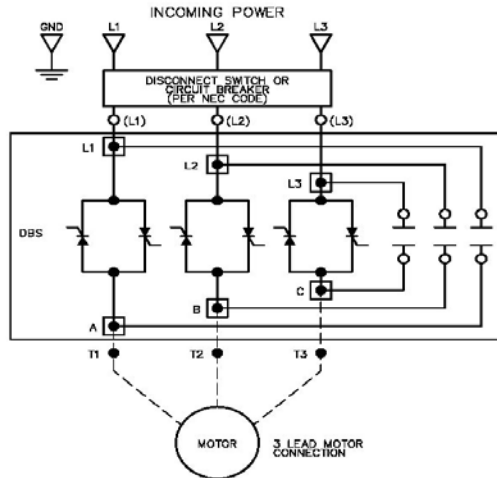 INCOMING POWER
GND L1 L2 L3
DISCONNECT SWITCH OR
CIRCUIT BREAKER
(PER NEC CODE)
(L1) (L2) (L3)
L1
L2
L3
DBS
C
B
A
T1 T2 T3
MOTOR
3 LEAD MOTOR
CONNECTION